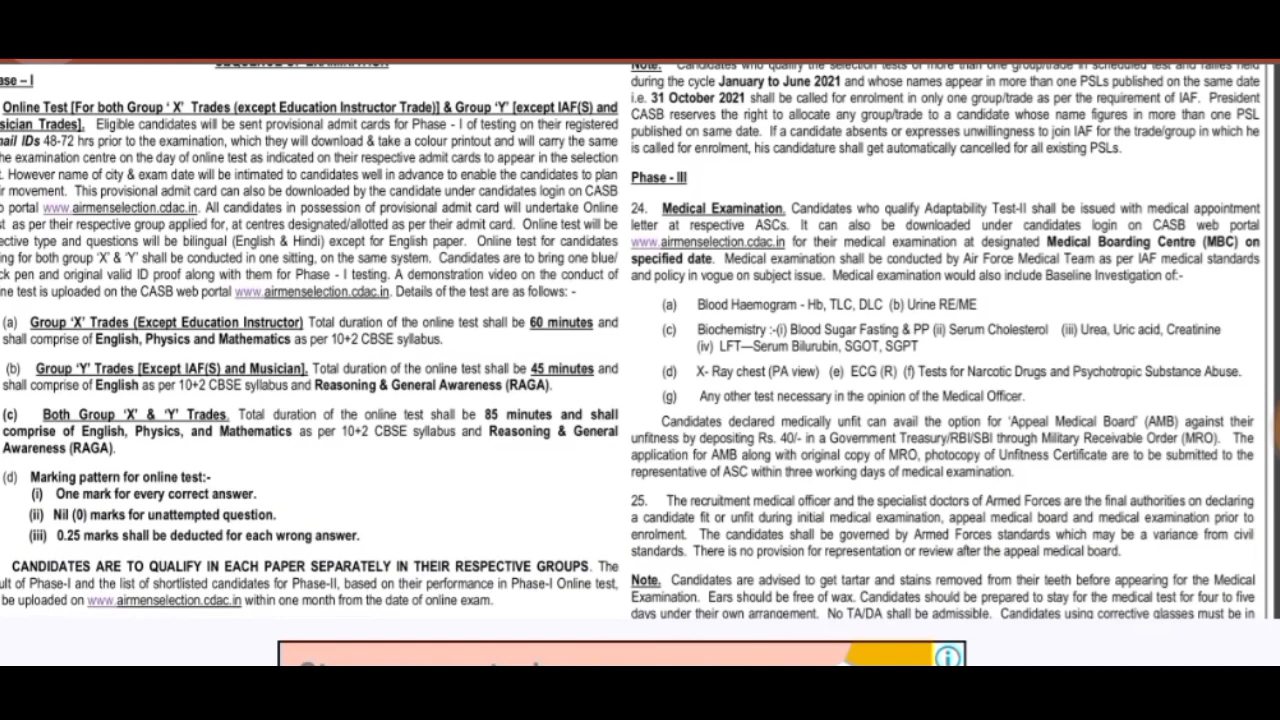 SEQUENCE OF EXAMINATION
ase – I
Online Test [For both Group ‘ X’ Trades (except Education Instructor Trade)] & Group ‘Y’ [except IAF(S) and
sician Trades]. Eligible candidates will be sent provisional admit cards for Phase - I of testing on their registered
ail IDs 48-72 hrs prior to the examination, which they will download & take a colour printout and will carry the same
he examination centre on the day of online test as indicated on their respective admit cards to appear in the selection
t. However name of city & exam date will be intimated to candidates well in advance to enable the candidates to plan
ir movement. This provisional admit card can also be downloaded by the candidate under candidates login on CASB
b portal www.airmenselection.cdac.in. All candidates in possession of provisional admit card will undertake Online
st as per their respective group applied for, at centres designated/allotted as per their admit card. Online test will be
ective type and questions will be bilingual (English & Hindi) except for English paper. Online test for candidates
ing for both group ‘X’ & ‘Y’ shall be conducted in one sitting, on the same system. Candidates are to bring one blue/
ck pen and original valid ID proof along with them for Phase - I testing. A demonstration video on the conduct of
ne test is uploaded on the CASB web portal www.airmenselection.cdac.in. Details of the test are as follows: -
(a) Group ‘X’ Trades (Except Education Instructor) Total duration of the online test shall be 60 minutes and
shall comprise of English, Physics and Mathematics as per 10+2 CBSE syllabus.
(b) Group ‘Y’ Trades [Except IAF(S) and Musician]. Total duration of the online test shall be 45 minutes and
shall comprise of English as per 10+2 CBSE syllabus and Reasoning & General Awareness (RAGA).
(c) Both Group ‘X’ & ‘Y’ Trades. Total duration of the online test shall be 85 minutes and shall
comprise of English, Physics, and Mathematics as per 10+2 CBSE syllabus and Reasoning & General
Awareness (RAGA).
(d) Marking pattern for online test:-
(i) One mark for every correct answer.
(ii) Nil (0) marks for unattempted question.
(iii) 0.25 marks shall be deducted for each wrong answer.
CANDIDATES ARE TO QUALIFY IN EACH PAPER SEPARATELY IN THEIR RESPECTIVE GROUPS. The
ult of Phase-I and the list of shortlisted candidates for Phase-II, based on their performance in Phase-I Online test,
be uploaded on www.airmenselection.cdac.in within one month from the date of online exam.
Note. Candidates who qualify the selection tests of more than one group/trade in scheduled test and rallies held
during the cycle January to June 2021 and whose names appear in more than one PSLs published on the same date
i.e. 31 October 2021 shall be called for enrolment in only one group/trade as per the requirement of IAF. President
CASB reserves the right to allocate any group/trade to a candidate whose name figures in more than one PSL
published on same date. If a candidate absents or expresses unwillingness to join IAF for the trade/group in which he
is called for enrolment, his candidature shall get automatically cancelled for all existing PSLs.
Phase - III
24. Medical Examination. Candidates who qualify Adaptability Test-II shall be issued with medical appointment
letter at respective ASCs. It can also be downloaded under candidates login on CASB web portal
www.airmenselection.cdac.in for their medical examination at designated Medical Boarding Centre (MBC) on
specified date. Medical examination shall be conducted by Air Force Medical Team as per IAF medical standards
and policy in vogue on subject issue. Medical examination would also include Baseline Investigation of:-
(a) Blood Haemogram - Hb, TLC, DLC (b) Urine RE/ME
(c) Biochemistry :-(i) Blood Sugar Fasting & PP (ii) Serum Cholesterol (iii) Urea, Uric acid, Creatinine
(iv) LFT—Serum Bilurubin, SGOT, SGPT
(d) X- Ray chest (PA view) (e) ECG (R) (f) Tests for Narcotic Drugs and Psychotropic Substance Abuse.
(g) Any other test necessary in the opinion of the Medical Officer.
Candidates declared medically unfit can avail the option for ‘Appeal Medical Board’ (AMB) against their
unfitness by depositing Rs. 40/- in a Government Treasury/RBI/SBI through Military Receivable Order (MRO). The
application for AMB along with original copy of MRO, photocopy of Unfitness Certificate are to be submitted to the
representative of ASC within three working days of medical examination.
25. The recruitment medical officer and the specialist doctors of Armed Forces are the final authorities on declaring
a candidate fit or unfit during initial medical examination, appeal medical board and medical examination prior to
enrolment. The candidates shall be governed by Armed Forces standards which may be a variance from civil
standards. There is no provision for representation or review after the appeal medical board.
Note. Candidates are advised to get tartar and stains removed from their teeth before appearing for the Medical
Examination. Ears should be free of wax. Candidates should be prepared to stay for the medical test for four to five
days under their own arrangement. No TA/DA shall be admissible. Candidates using corrective glasses must be in